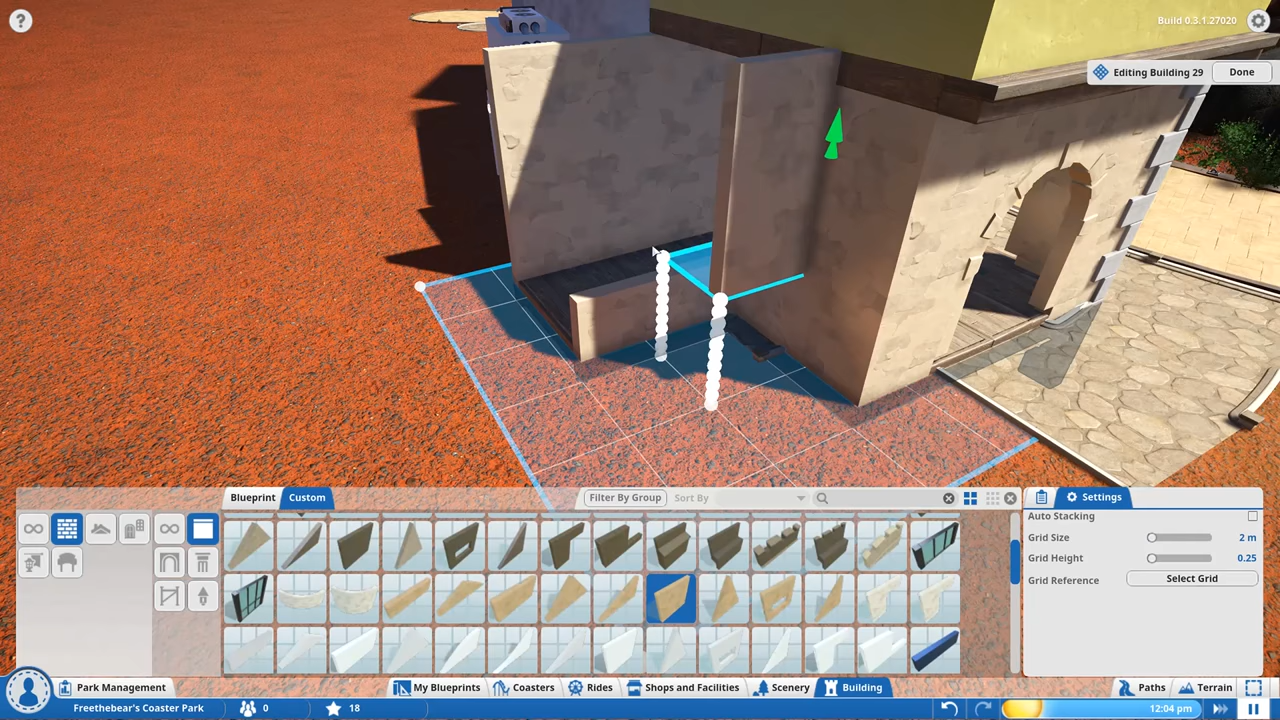 ?
Build 0.3.1.27020
Editing Building 29
Done
Blueprint
Custom
Filter By Group
Sort By
Settings
Auto Stacking
Grid Size
2 m
Grid Height
0.25
Grid Reference
Select Grid
Park Management
My Blueprints
Coasters
Rides
Shops and Facilities
Scenery
Building
Paths
Terrain
Freethebear's Coaster Park
0
18
12:04 pm